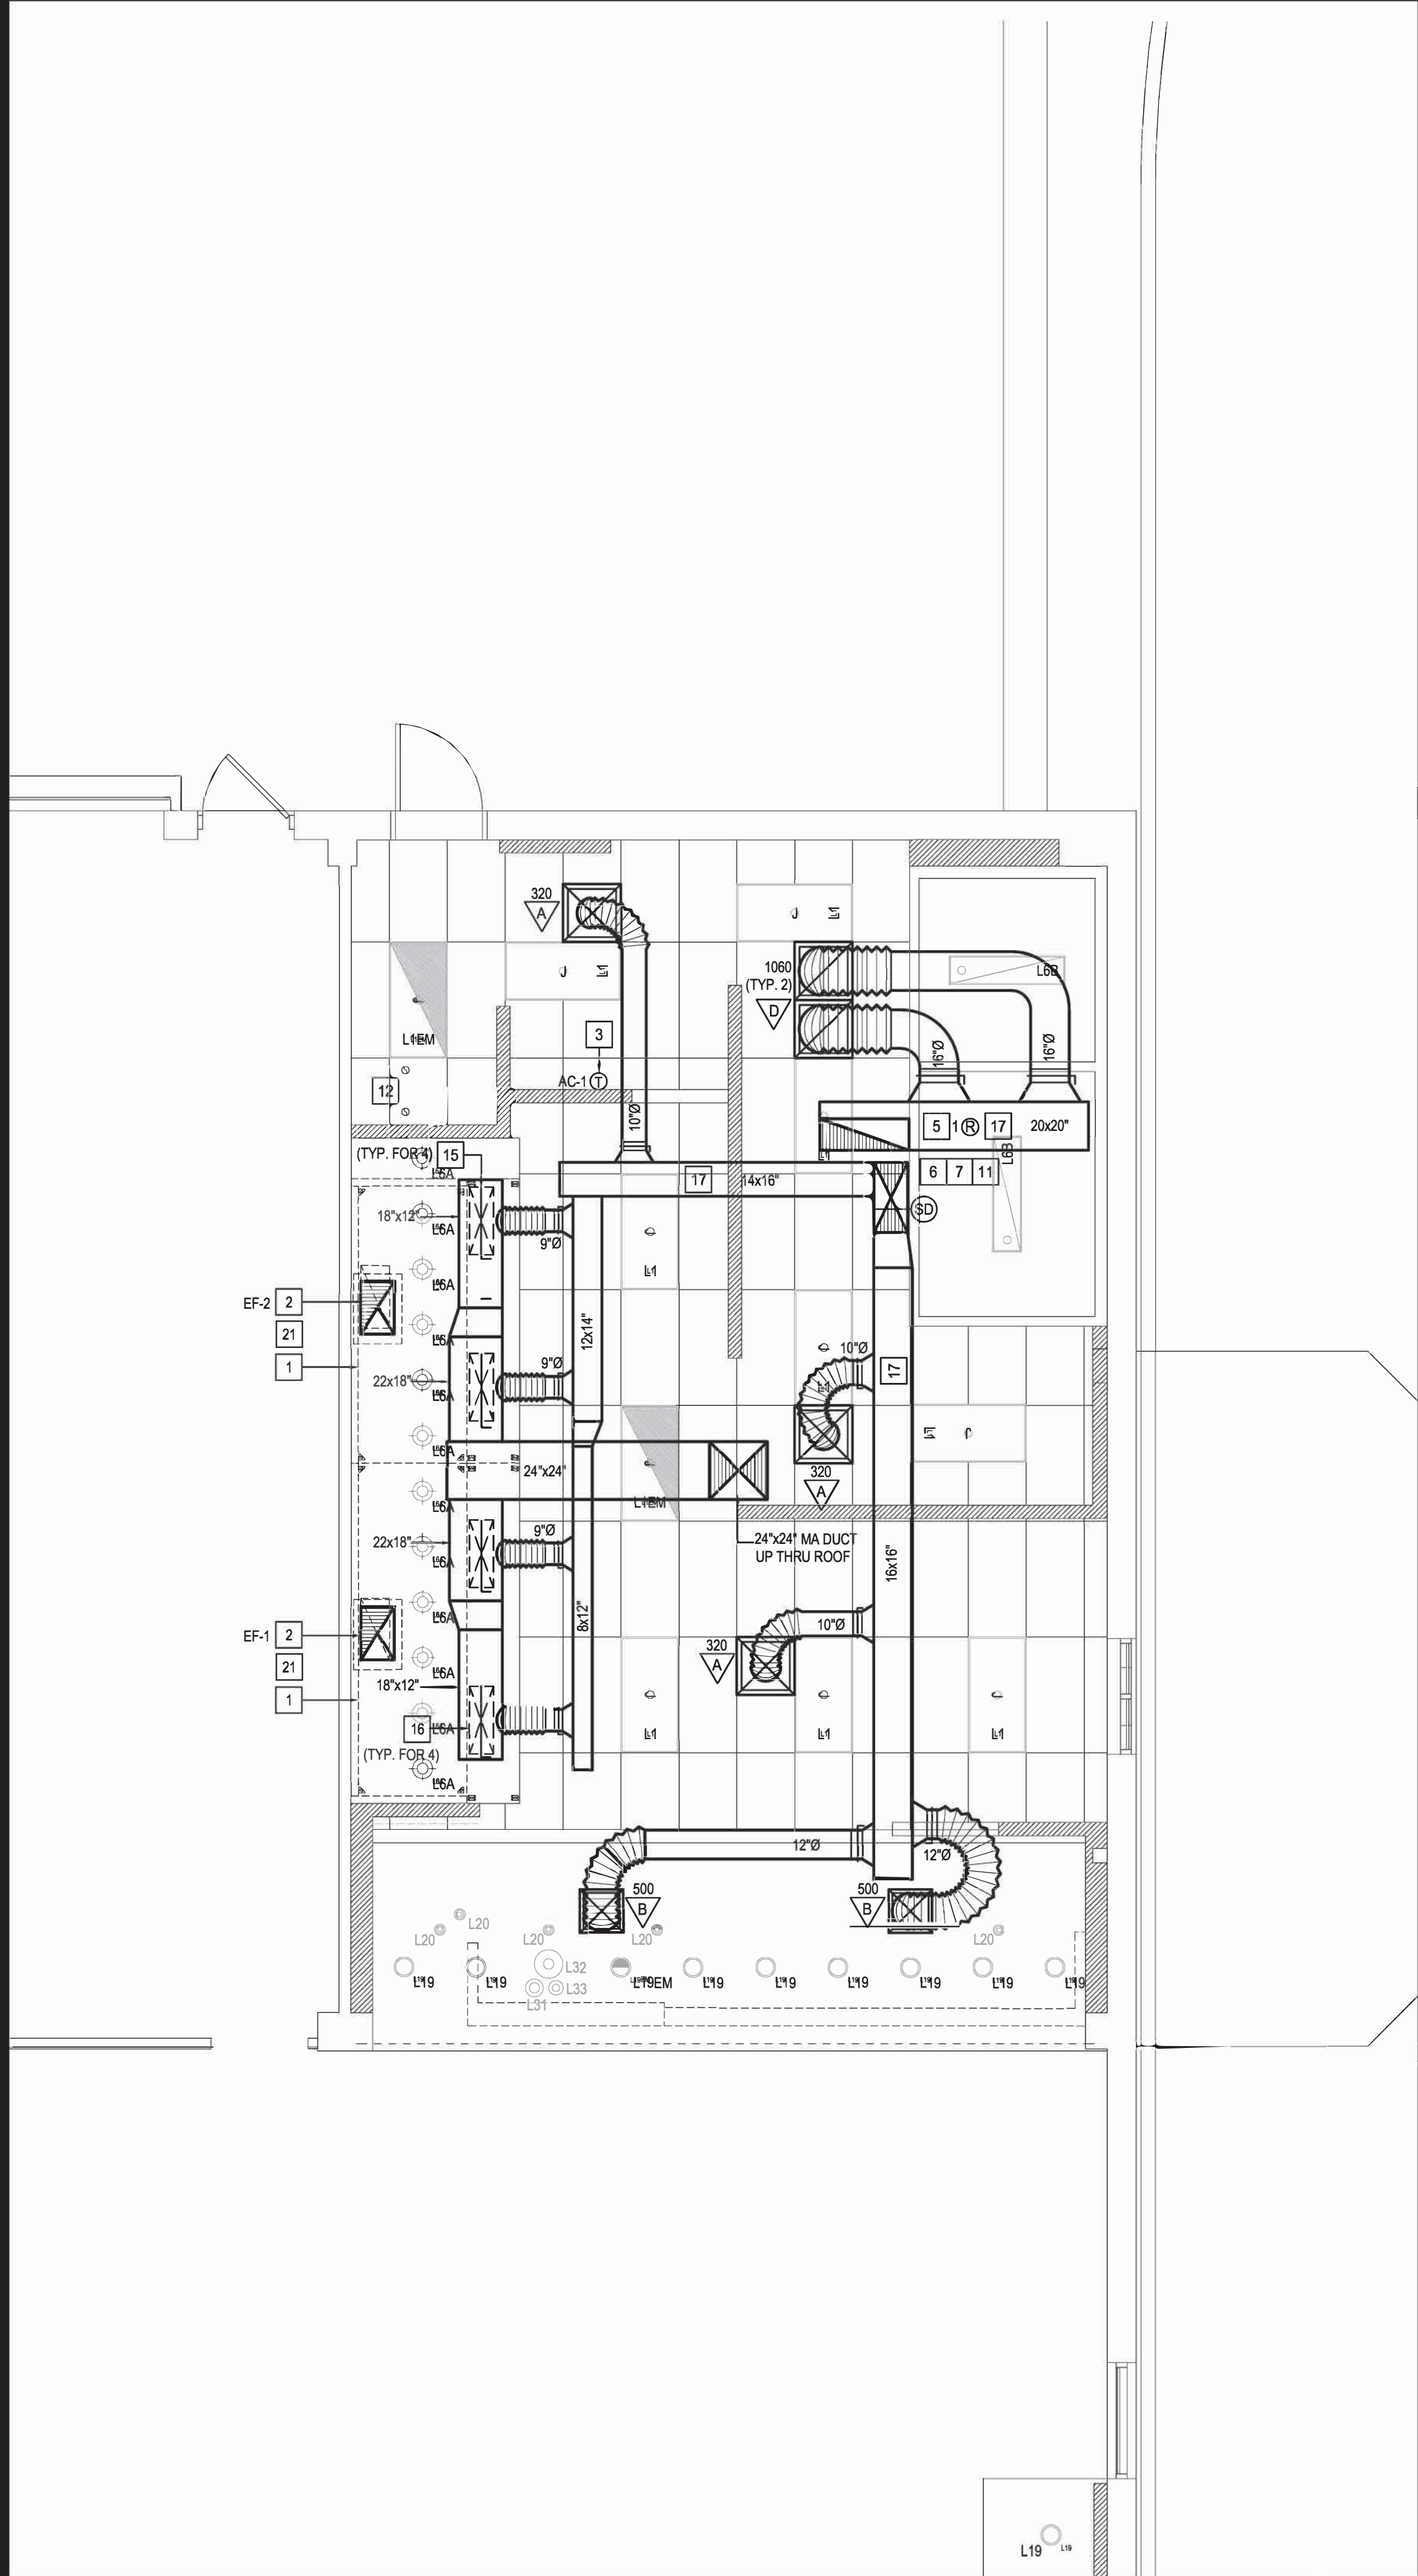 320
A
J
L1
J
L1
1060
(TYP. 2)
D
L6B
L1EM
3
AC-1 T
12
10"Ø
16"Ø
16"Ø
5 1 R 17 20x20"
(TYP. FOR 4) 15
L6A
L1
6 7 11
L6B
17 14x16"
SD
18"x12"
L6A
9"Ø
L1
L6A
EF-2 2
21
1
L6A
12x14"
9"Ø
10"Ø
17
22x18"
L6A
L1
L1
J
L6A
24"x24"
320
A
L1EM
L6A
22x18"
9"Ø
24"x24" MA DUCT
UP THRU ROOF
16x16"
L6A
L6A
8x12"
10"Ø
EF-1 2
21
1
320
A
L6A
18"x12"
16 L6A
L1
L1
L1
(TYP. FOR 4)
L6A
12"Ø
12"Ø
500
B
500
B
L20
L20
L20
L20
L20
L32
L33
L31
L19
L19
L19EM
L19
L19
L19
L19
L19
L19
L19 L19